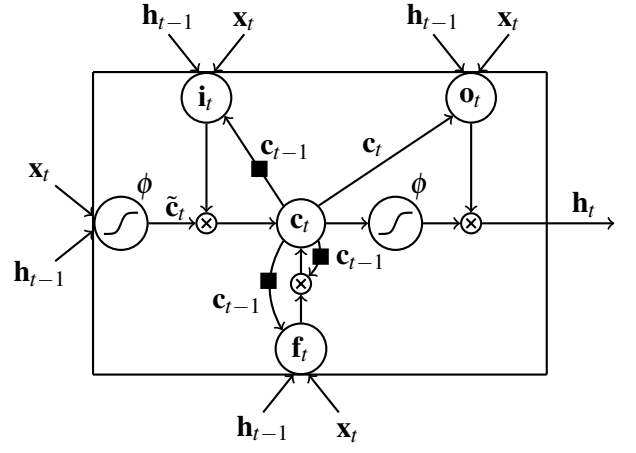 h_{t−1} x_t h_{t−1} x_t
i_t o_t
c_{t−1} c_t
x_t ϕ c̃_t × c_t ϕ × h_t
h_{t−1} c_{t−1}
×
c_{t−1}
f_t
h_{t−1} x_t